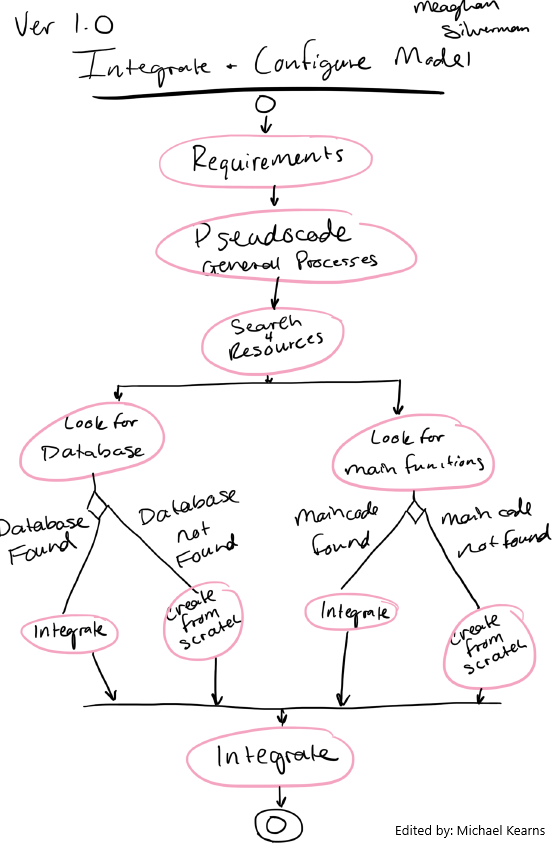 Ver 1.0
Meaghan
Silverman
Integrate + Configure Model
Requirements
Pseudocode
General Processes
Search
4
Resources
Look for
Database
Look for
main functions
Database
Found
Database
not
Found
Maincode
found
main code
not found
Integrate
Create
from
scratch
Integrate
Create
from
scratch
Integrate
Edited by: Michael Kearns